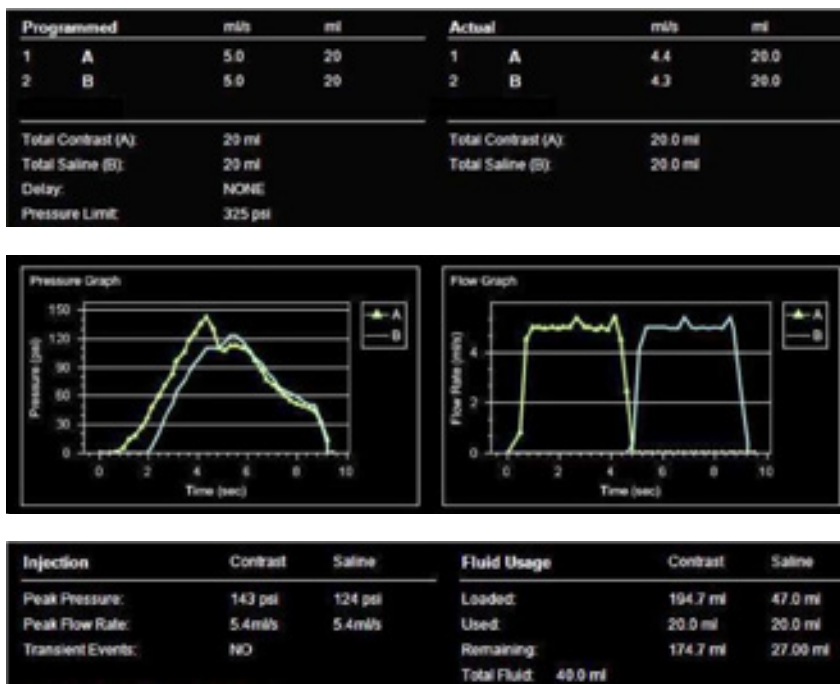 Programmed ml/s ml
1 A 5.0 20
2 B 5.0 20
Total Contrast (A): 20 ml
Total Saline (B): 20 ml
Delay: NONE
Pressure Limit: 325 psi
Actual ml/s ml
1 A 4.4 20.0
2 B 4.3 20.0
Total Contrast (A): 20.0 ml
Total Saline (B): 20.0 ml
Pressure Graph
150
120
90
60
30
0
Pressure (psi)
0 2 4 6 8 10
Time (sec)
A
B
Flow Graph
4
2
0
Flow Rate (ml/s)
0 2 4 6 8 10
Time (sec)
A
B
Injection Contrast Saline
Peak Pressure: 143 psi 124 psi
Peak Flow Rate: 5.4ml/s 5.4ml/s
Transient Events: NO
Fluid Usage Contrast Saline
Loaded: 194.7 ml 47.0 ml
Used: 20.0 ml 20.0 ml
Remaining: 174.7 ml 27.00 ml
Total Fluid: 40.0 ml